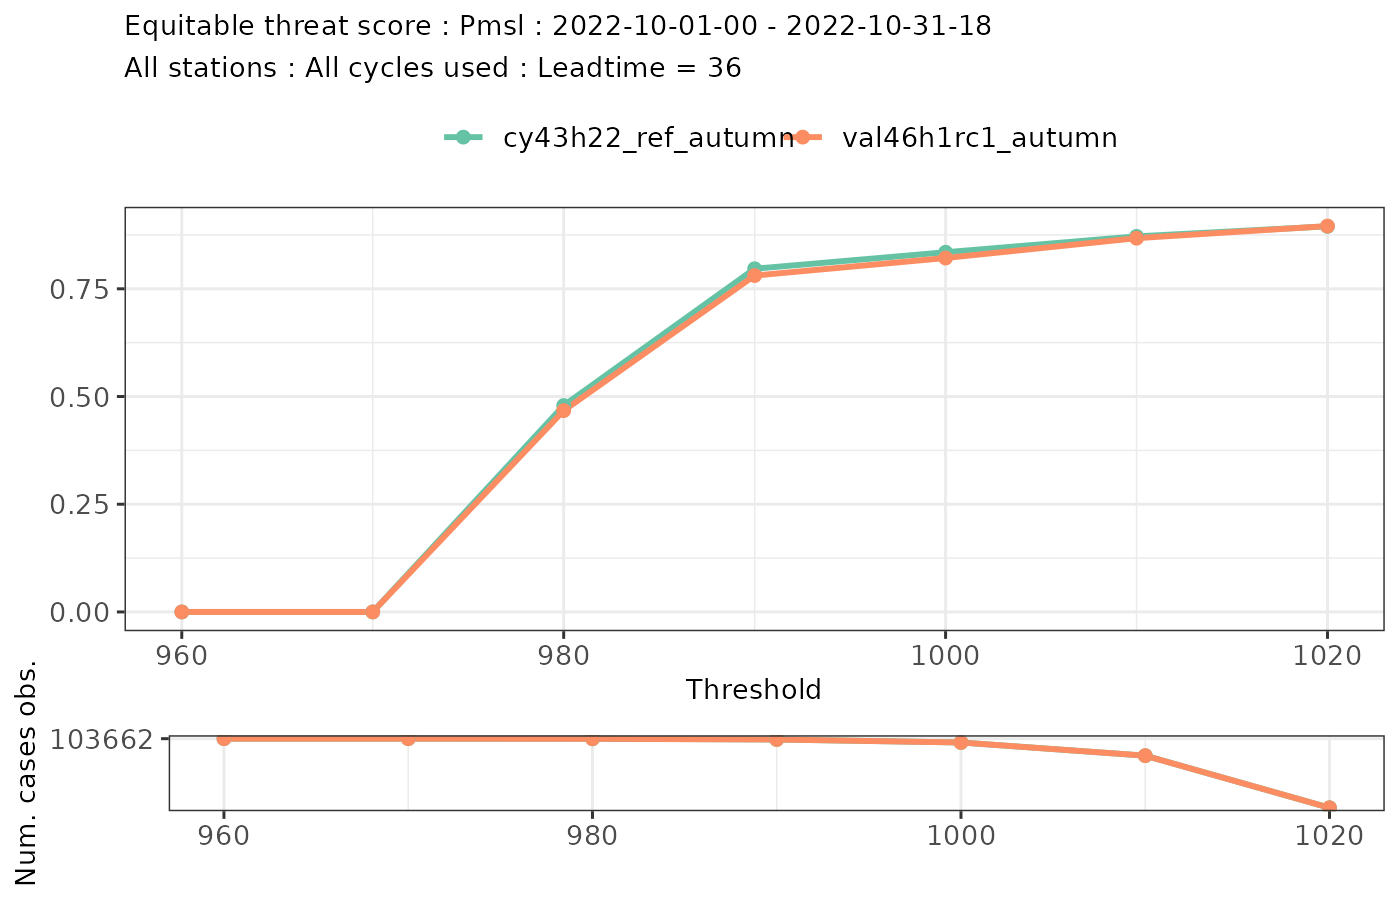 Equitable threat score : Pmsl : 2022-10-01-00 - 2022-10-31-18
All stations : All cycles used : Leadtime = 36
cy43h22_ref_autumn val46h1rc1_autumn
0.75
0.50
0.25
0.00
960 980 1000 1020
Threshold
Num. cases obs.
103662
960 980 1000 1020